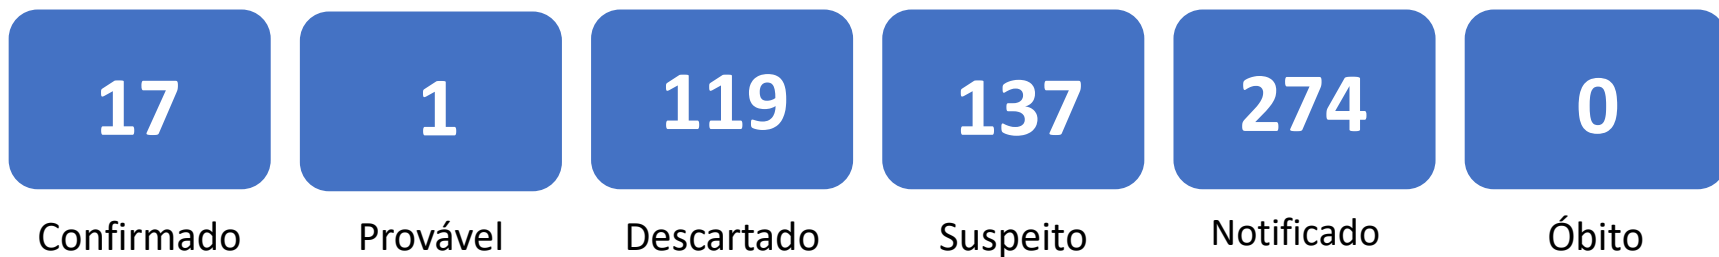 17 1 119 137 274 0
Confirmado Provável Descartado Suspeito Notificado Óbito